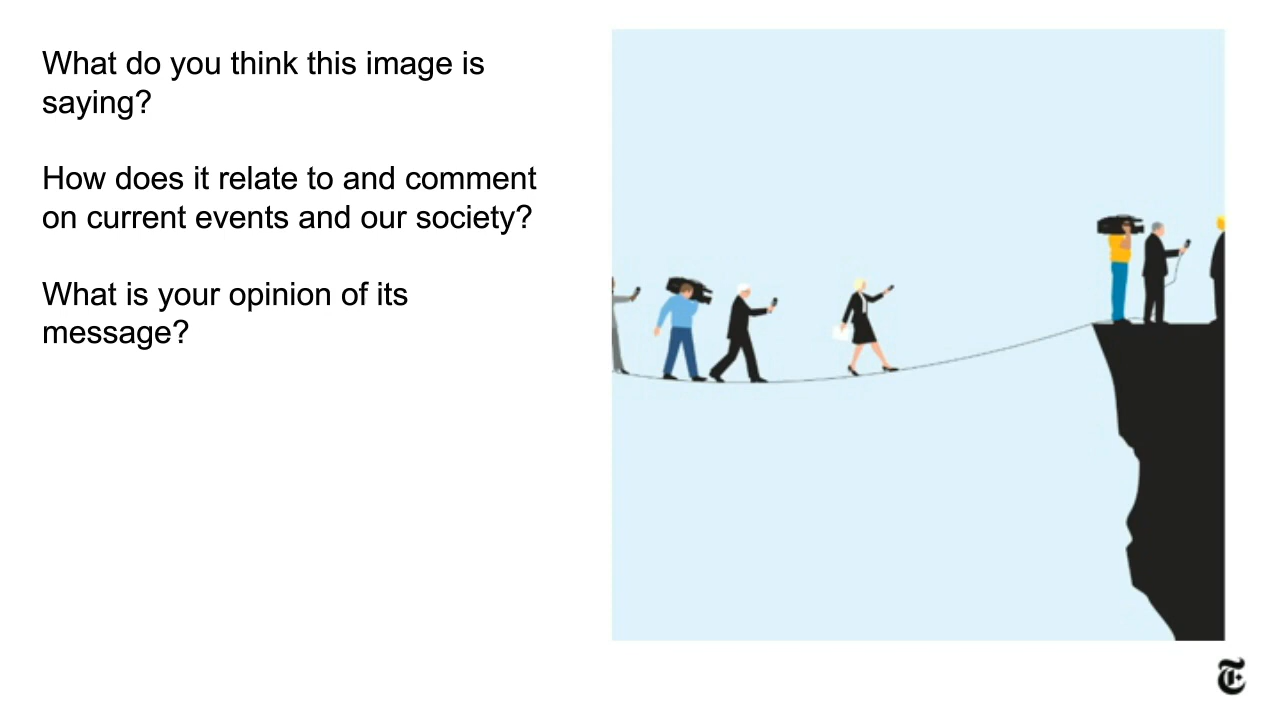 What do you think this image is
saying?
How does it relate to and comment
on current events and our society?
What is your opinion of its
message?
T